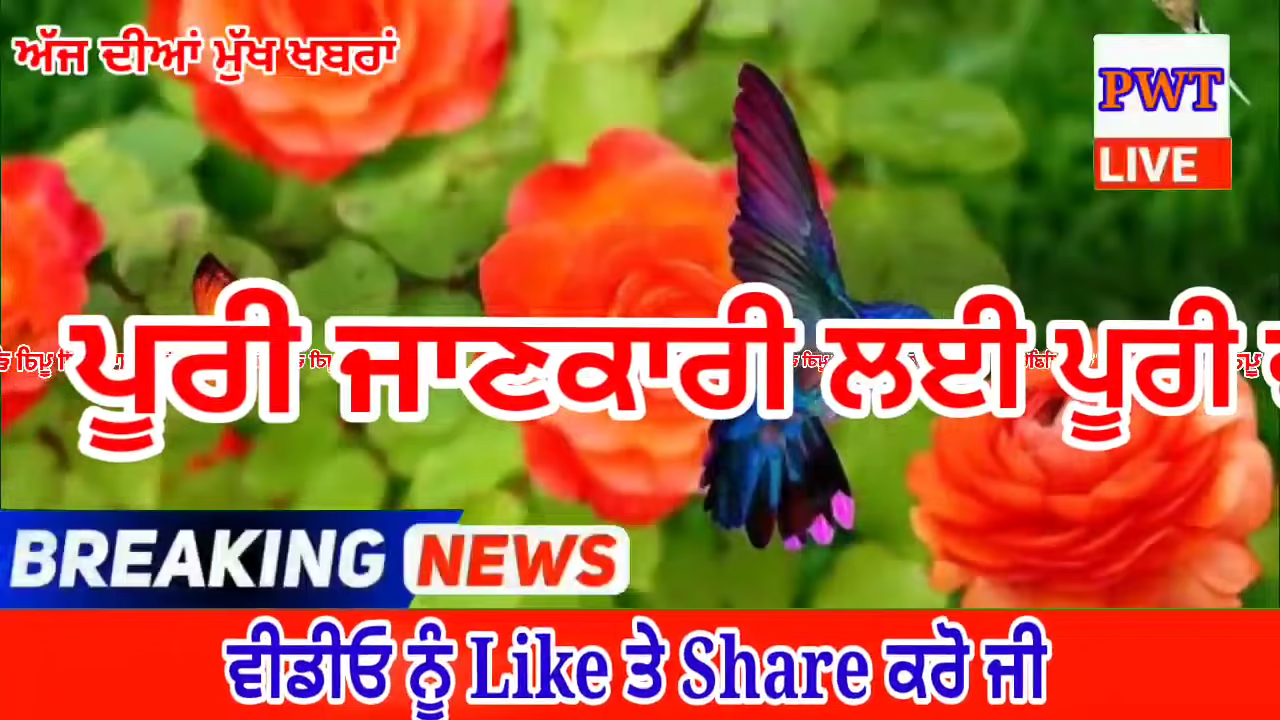 ਅੱਜ ਦੀਆਂ ਮੁੱਖ ਖਬਰਾਂ
PWT
LIVE
ਪੂਰੀ ਜਾਣਕਾਰੀ ਲਈ ਪੂਰੀ
BREAKING NEWS
ਵੀਡੀਓ ਨੂੰ Like ਤੇ Share ਕਰੋ ਜੀ